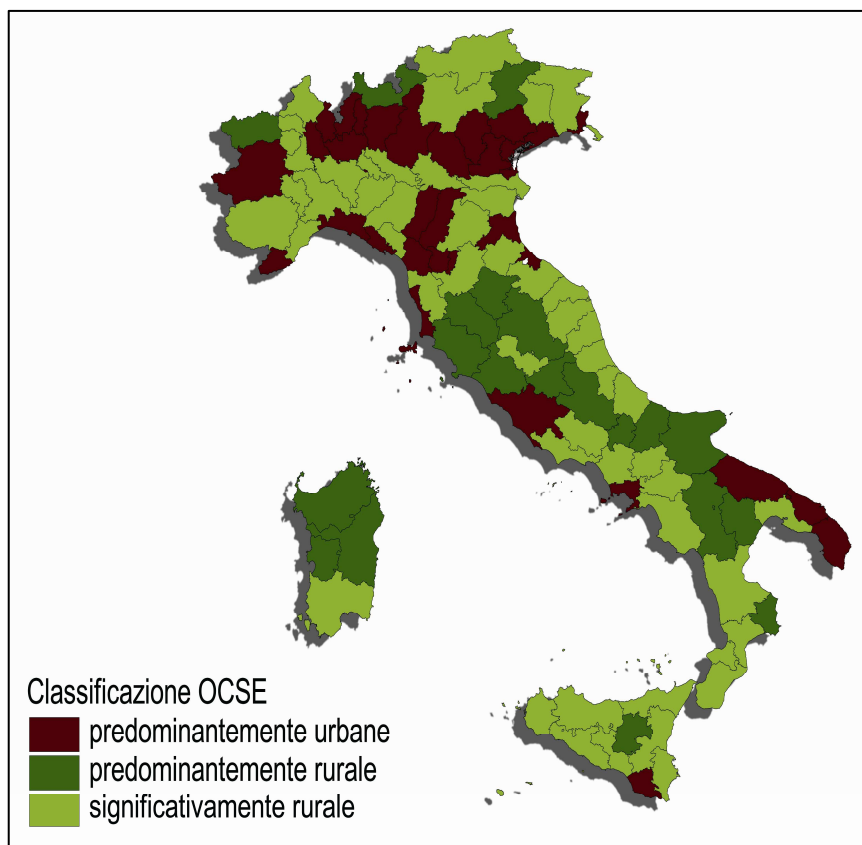 Classificazione OCSE
predominantemente urbane
predominantemente rurale
significativamente rurale